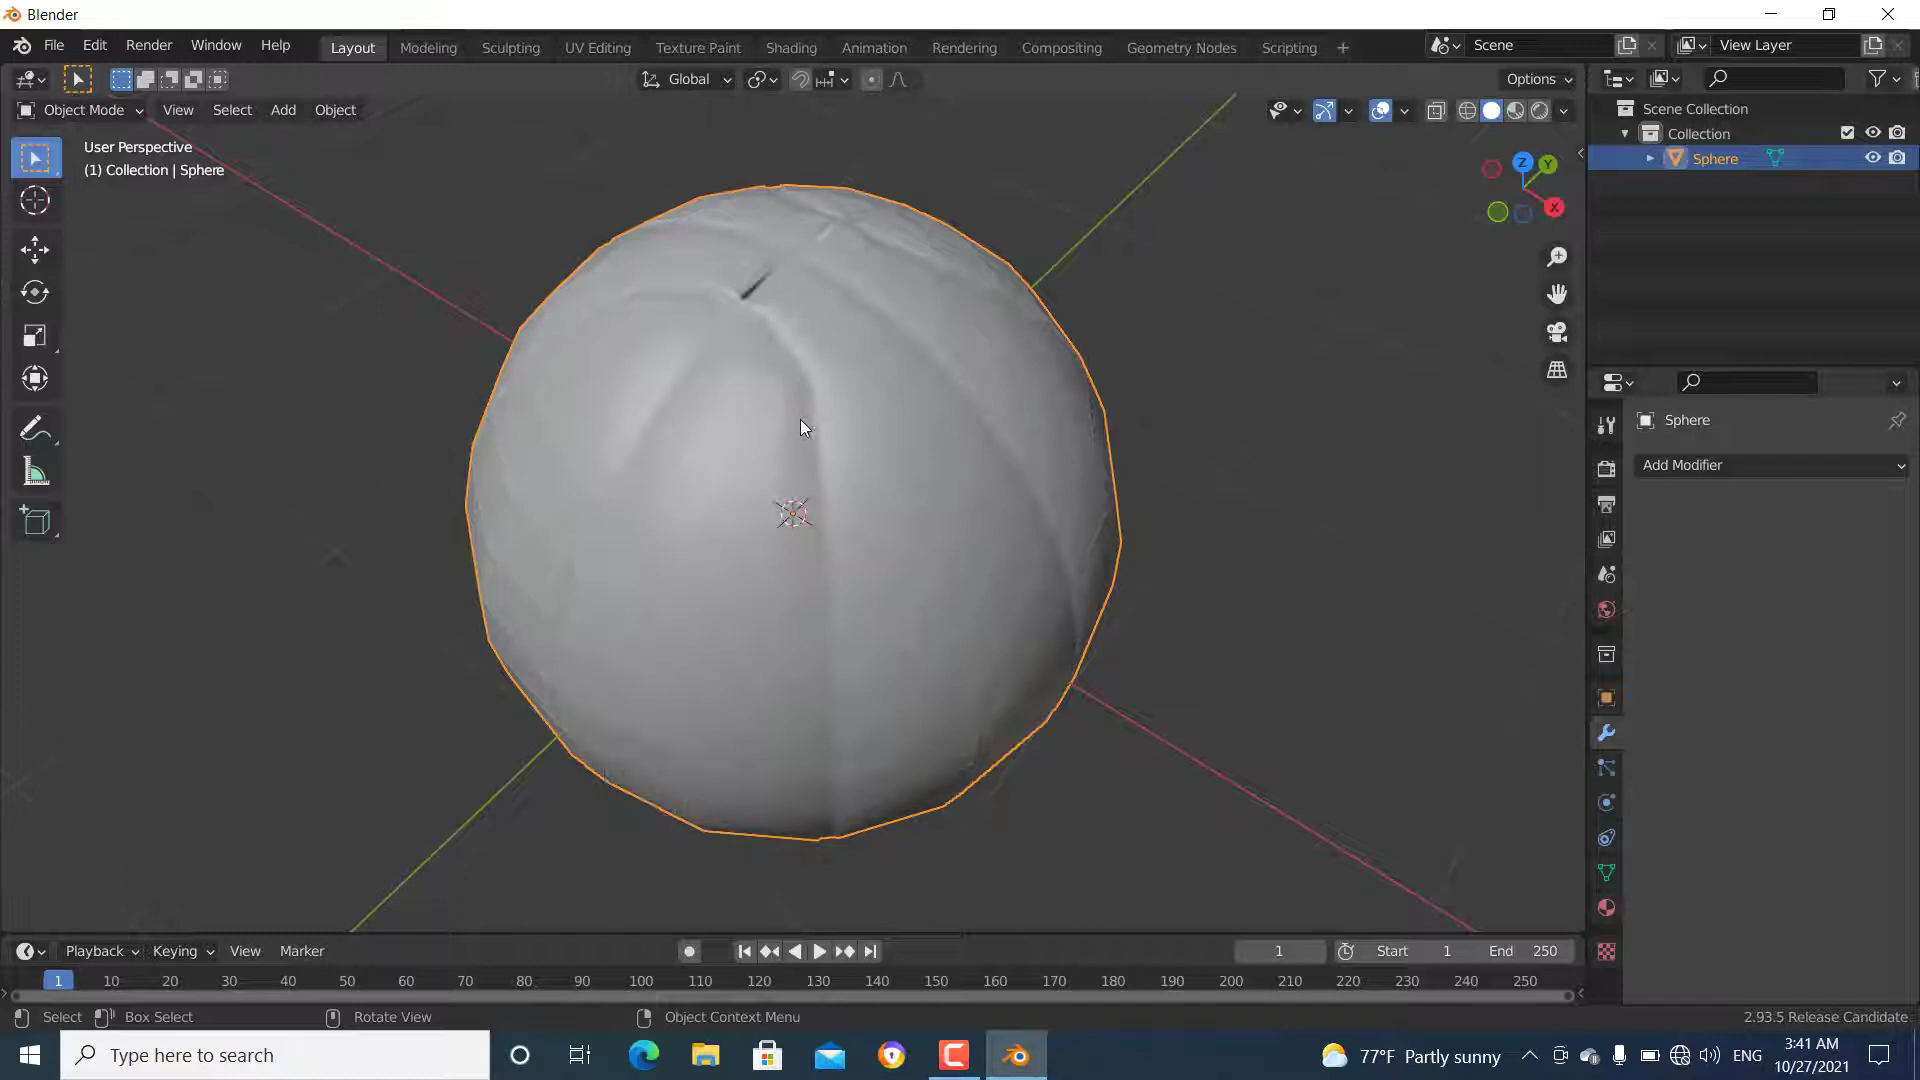 Blender
File Edit Render Window Help Layout Modeling Sculpting UV Editing Texture Paint Shading Animation Rendering Compositing Geometry Nodes Scripting + Scene View Layer
Global Options
Object Mode View Select Add Object
User Perspective
(1) Collection | Sphere
Z Y
X
Scene Collection
Collection
Sphere
Sphere
Add Modifier
Playback Keying View Marker 1 Start 1 End 250
1 10 20 30 40 50 60 70 80 90 100 110 120 130 140 150 160 170 180 190 200 210 220 230 240 250
Select Box Select Rotate View Object Context Menu 2.93.5 Release Candidate
Type here to search 77°F Partly sunny ENG 3:41 AM
10/27/2021